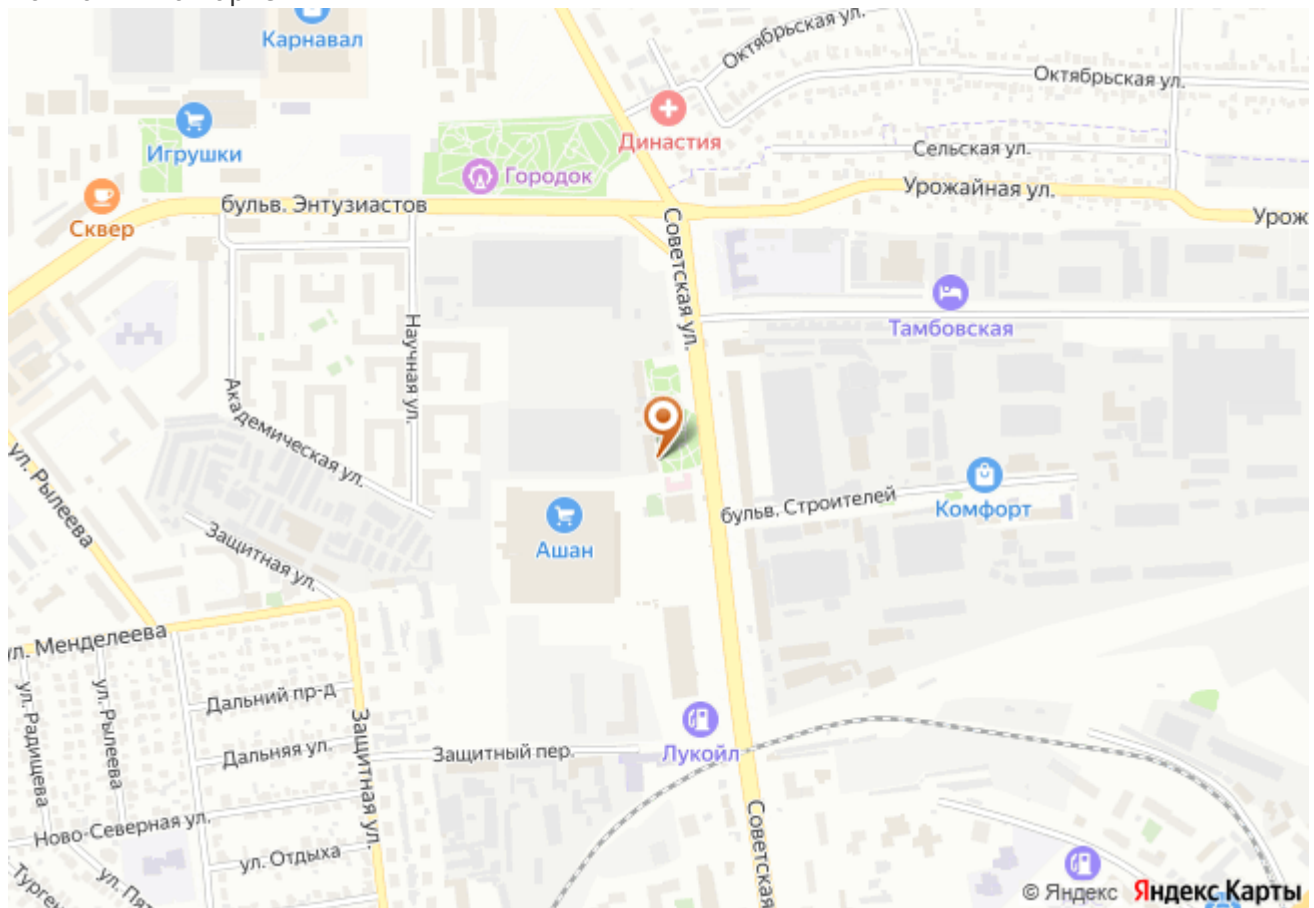 Карнавал
Октябрьская ул.
Октябрьская ул.
Династия
Игрушки
Сельская ул.
Городок
Урожайная ул.
бульв. Энтузиастов
Сквер
Советская ул.
Тамбовская
Научная ул.
Академическая ул.
ул. Рылеева
Комфорт
бульв. Строителей
Ашан
Защитная ул.
ул. Менделеева
Дальний пр-д
ул. Радищева
ул. Рылеева
Защитная ул.
Дальняя ул.
Защитный пер.
Лукойл
Ново-Северная ул.
Советская
ул. Отдыха
© Яндекс Яндекс Карты